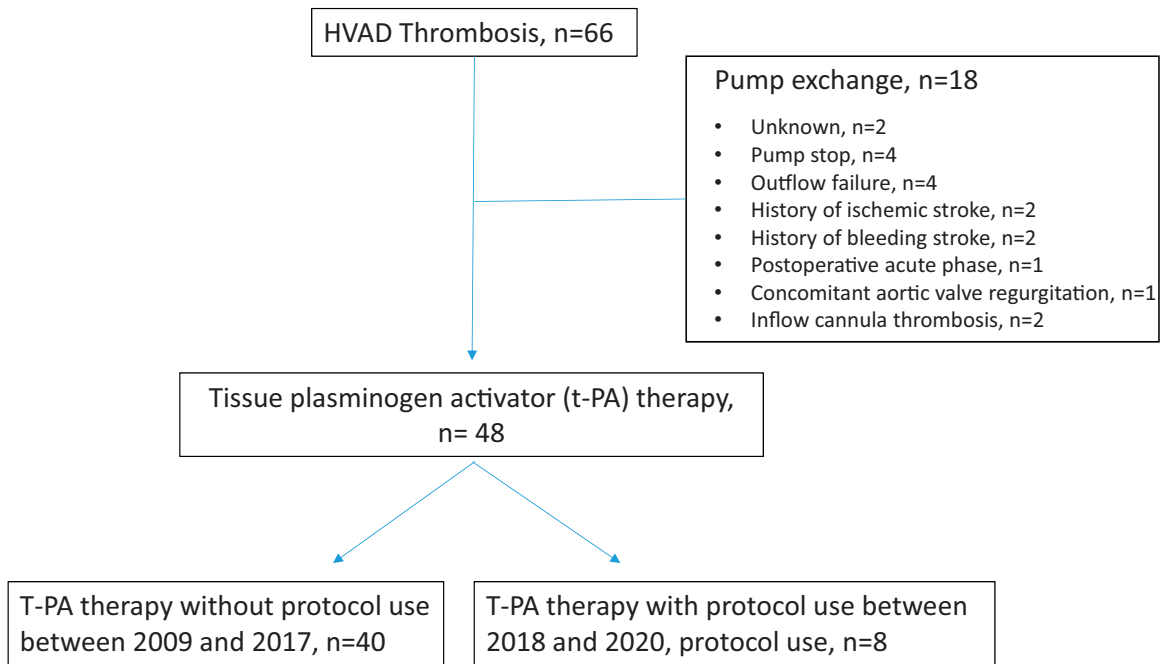 HVAD Thrombosis, n=66
Pump exchange, n=18
• Unknown, n=2
• Pump stop, n=4
• Outflow failure, n=4
• History of ischemic stroke, n=2
• History of bleeding stroke, n=2
• Postoperative acute phase, n=1
• Concomitant aortic valve regurgitation, n=1
• Inflow cannula thrombosis, n=2
Tissue plasminogen activator (t-PA) therapy,
n= 48
T-PA therapy without protocol use
between 2009 and 2017, n=40
T-PA therapy with protocol use between
2018 and 2020, protocol use, n=8